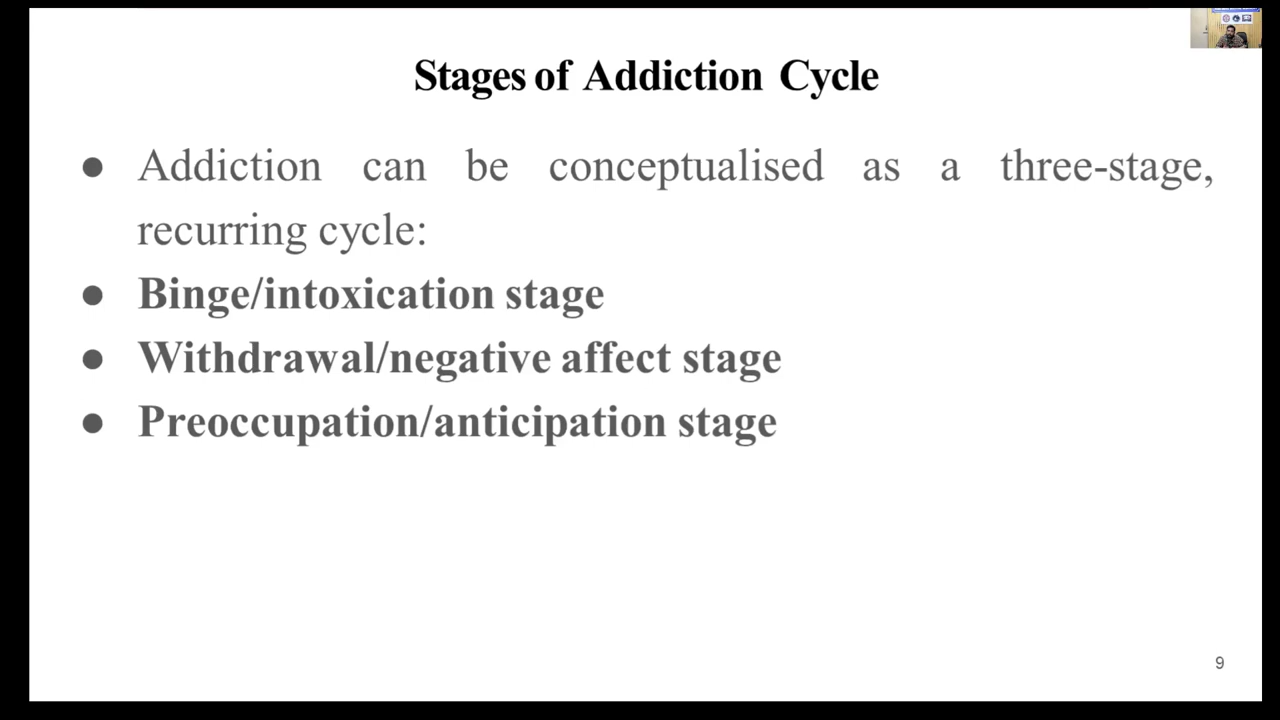 Stages of Addiction Cycle
● Addiction can be conceptualised as a three-stage,
recurring cycle:
● Binge/intoxication stage
● Withdrawal/negative affect stage
● Preoccupation/anticipation stage
9